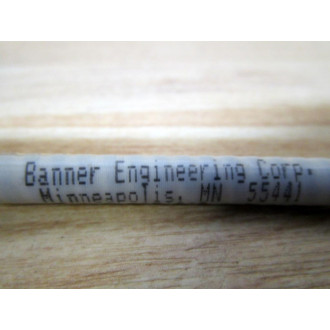 Banner Engineering Corp.
Minneapolis, MN 55441